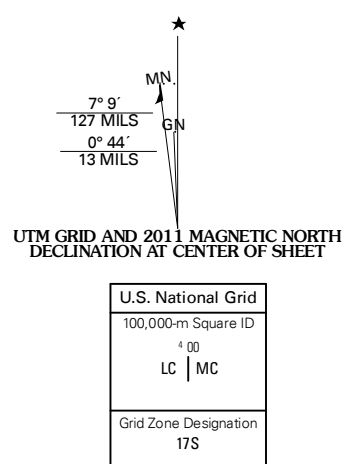 ★
MN.
7° 9´
127 MILS
GN
0° 44´
13 MILS
UTM GRID AND 2011 MAGNETIC NORTH
DECLINATION AT CENTER OF SHEET
U.S. National Grid
100,000-m Square ID
4 00
LC | MC
Grid Zone Designation
17S